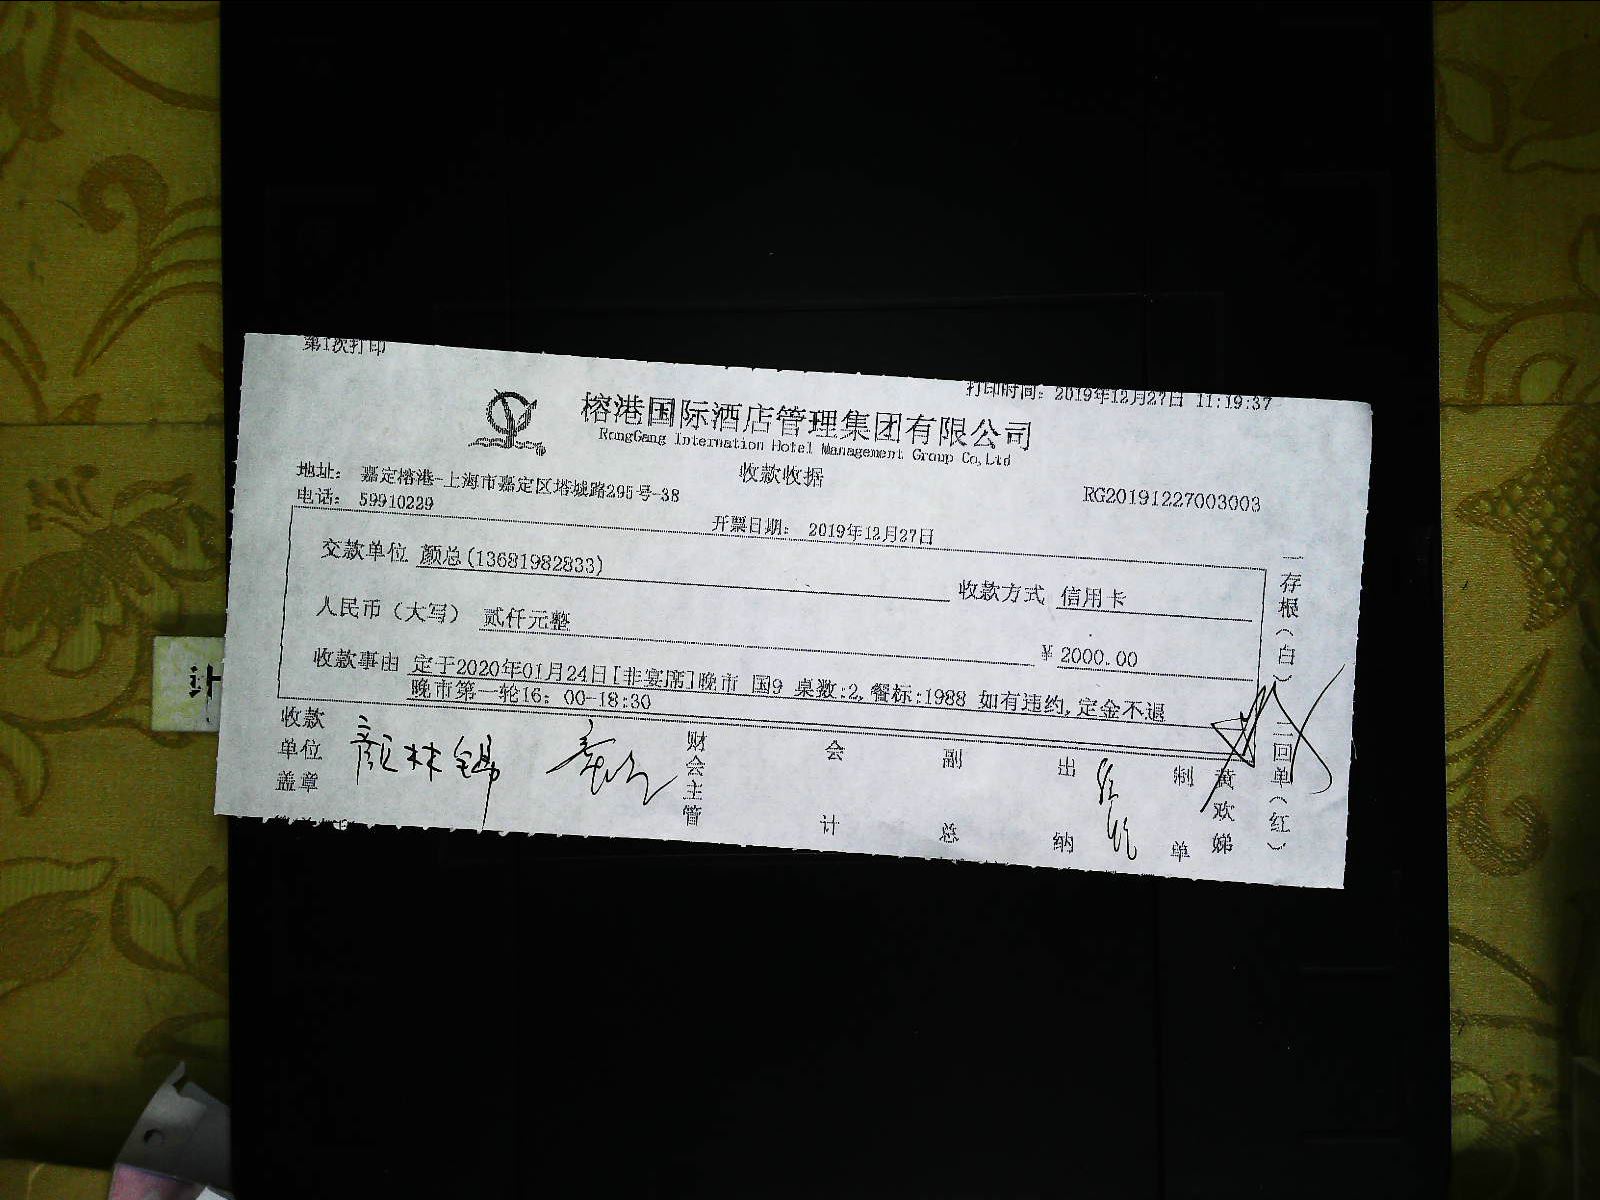 第1次打印
打印时间：2019年12月27日 11:19:37
榕港国际酒店管理集团有限公司
RongGang Internation Hotel Management Group Co,Ltd
收款收据
地址： 嘉定榕港-上海市嘉定区塔城路295号-38
RG20191227003003
电话： 59910229
开票日期： 2019年12月27日
交款单位 颜总(13681982833)
收款方式 信用卡
人民币（大写） 贰仟元整
¥ 2000.00
收款事由 定于2020年01月24日[非宴席]晚市 国9 桌数:2,餐标:1988 如有违约,定金不退
晚市第一轮16：00-18:30
收款单位盖章 颜林锡
财会主管
会计
副总
出纳
制单 黄欢娣
一存根（白） 二回单（红）